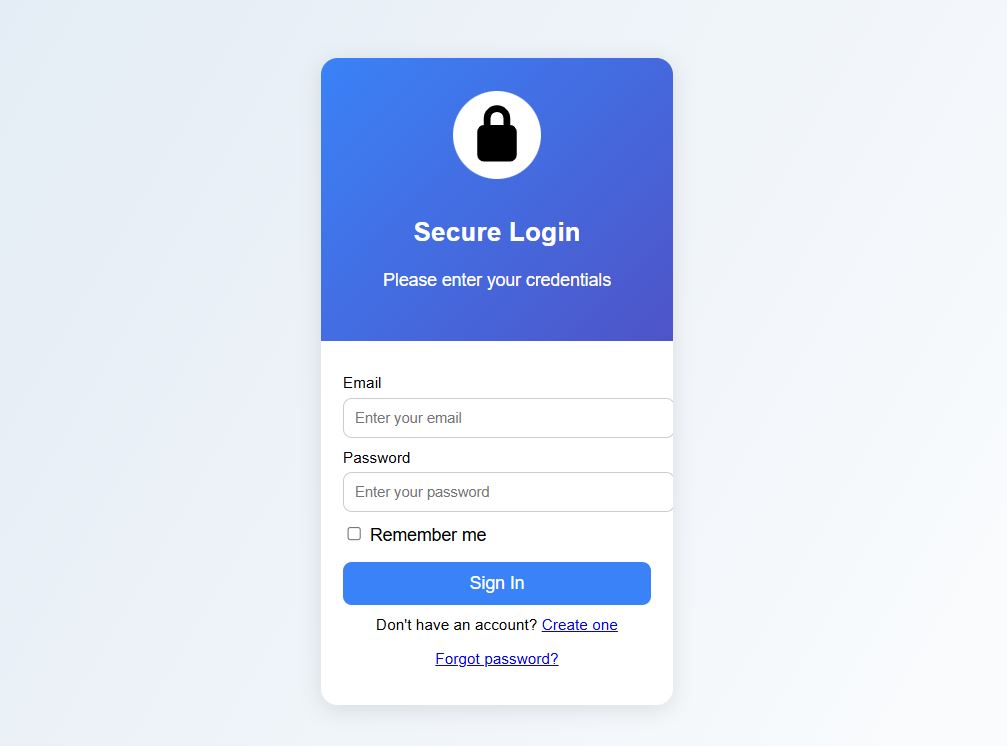 Secure Login
Please enter your credentials
Email
Enter your email
Password
Enter your password
Remember me
Sign In
Don't have an account? Create one
Forgot password?